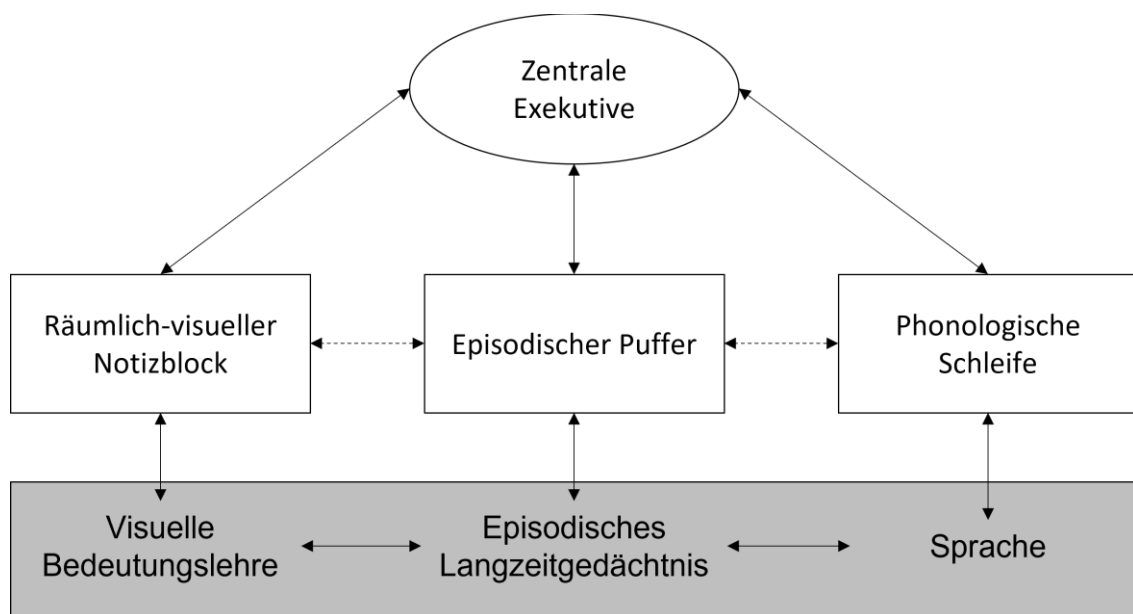 Zentrale
Exekutive
Räumlich-visueller
Notizblock
Episodischer Puffer
Phonologische
Schleife
Visuelle
Bedeutungslehre
Episodisches
Langzeitgedächtnis
Sprache